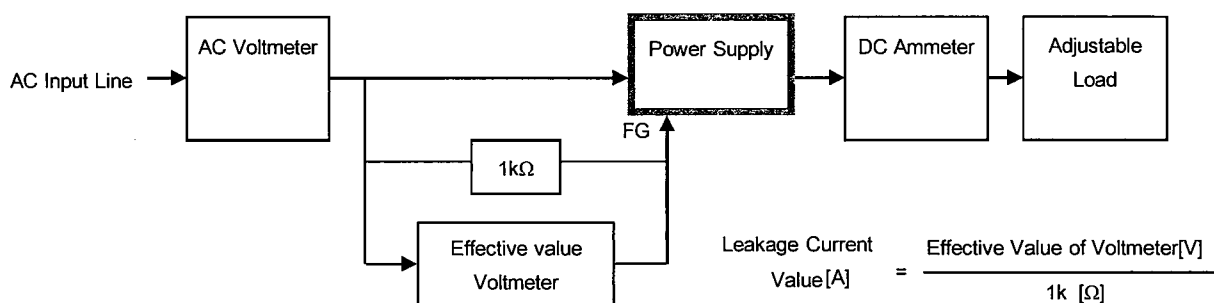 AC Voltmeter
Power Supply
DC Ammeter
Adjustable
Load
AC Input Line
FG
1kΩ
Effective value
Voltmeter
Leakage Current
Value[A]
=
Effective Value of Voltmeter[V]
1k [Ω]